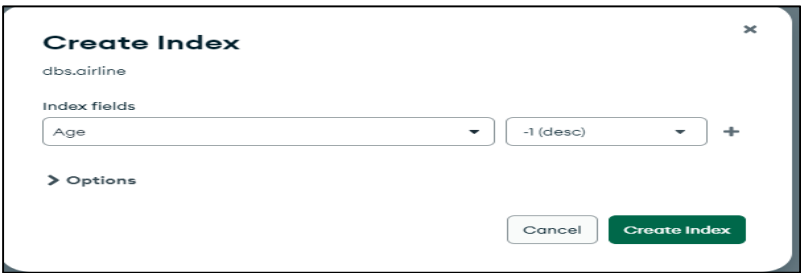 Create Index
dbs.airline
Index fields
Age -1 (desc)
Options
Cancel Create Index